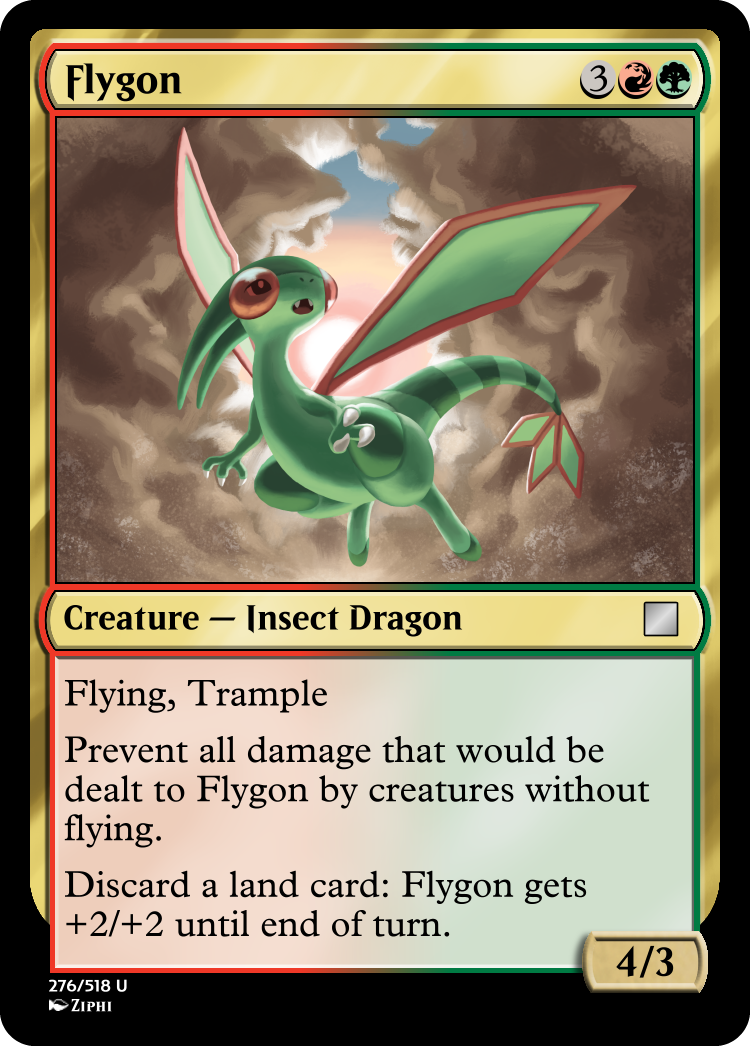 Flygon 3
Creature — Insect Dragon
Flying, Trample
Prevent all damage that would be
dealt to Flygon by creatures without
flying.
Discard a land card: Flygon gets
+2/+2 until end of turn.
4/3
276/518 U
Ziphi